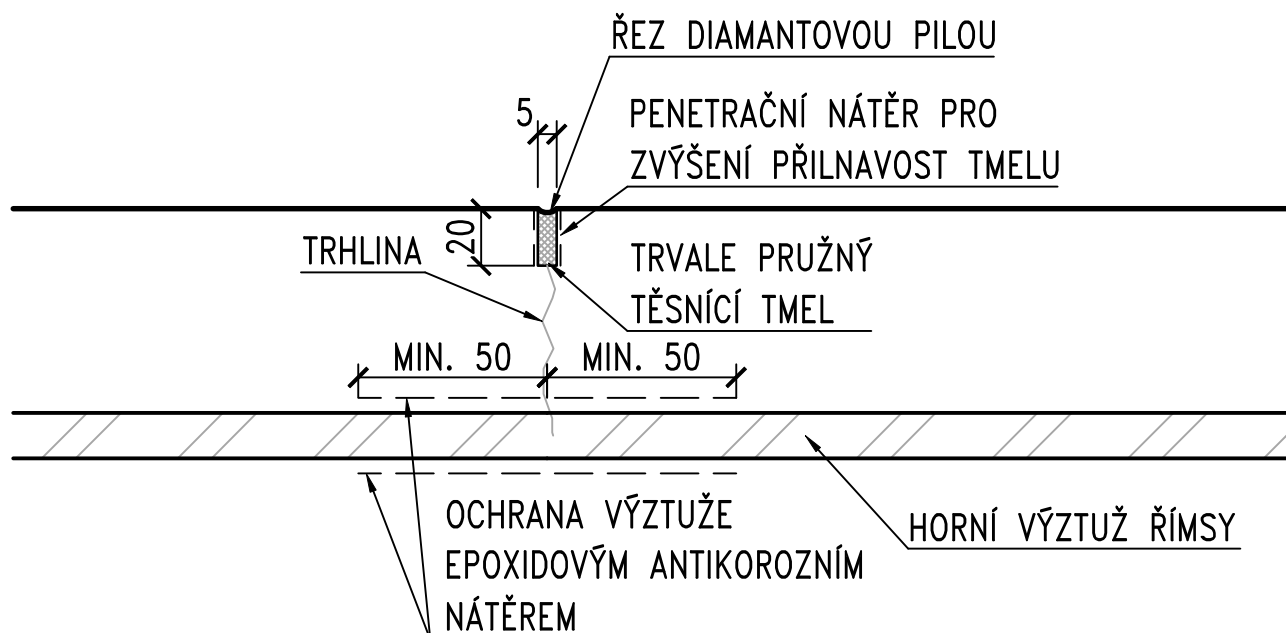 ŘEZ DIAMANTOVOU PILOU
5
PENETRAČNÍ NÁTĚR PRO
ZVÝŠENÍ PŘILNAVOST TMELU
20
TRHLINA
TRVALE PRUŽNÝ
TĚSNÍCÍ TMEL
MIN. 50
MIN. 50
OCHRANA VÝZTUŽE
EPOXIDOVÝM ANTIKOROZNÍM
NÁTĚREM
HORNÍ VÝZTUŽ ŘÍMSY